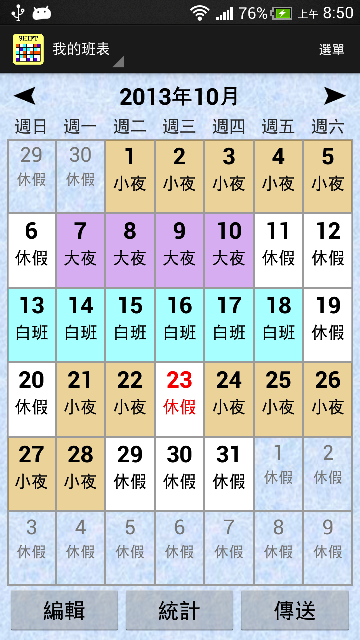 76% 上午 8:50
SHIFT 我的班表 選單
2013年10月
週日 週一 週二 週三 週四 週五 週六
29 30 1 2 3 4 5
休假 休假 小夜 小夜 小夜 小夜 小夜
6 7 8 9 10 11 12
休假 大夜 大夜 大夜 大夜 休假 休假
13 14 15 16 17 18 19
白班 白班 白班 白班 白班 白班 休假
20 21 22 23 24 25 26
休假 小夜 小夜 休假 小夜 小夜 小夜
27 28 29 30 31 1 2
小夜 小夜 休假 休假 休假 休假 休假
3 4 5 6 7 8 9
休假 休假 休假 休假 休假 休假 休假
編輯 統計 傳送